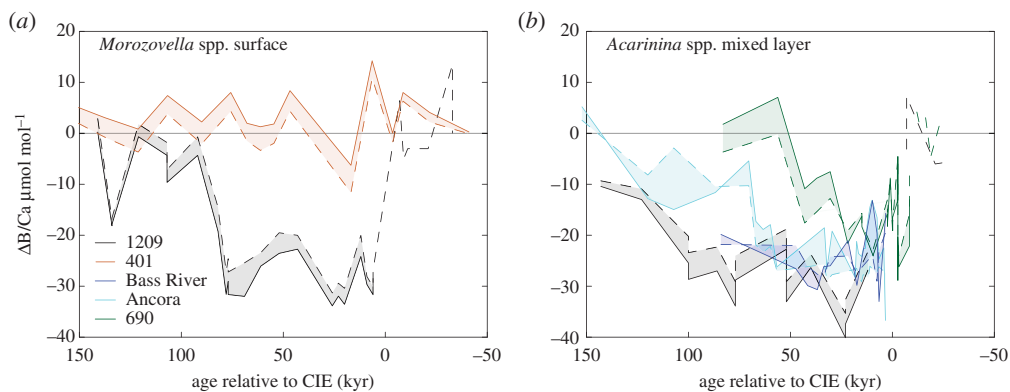 (a)
Morozovella spp. surface
20
10
0
–10
–20
–30
–40
ΔB/Ca µmol mol–1
1209
401
Bass River
Ancora
690
150 100 50 0 –50
age relative to CIE (kyr)
(b)
Acarinina spp. mixed layer
20
10
0
–10
–20
–30
–40
150 100 50 0 –50
age relative to CIE (kyr)